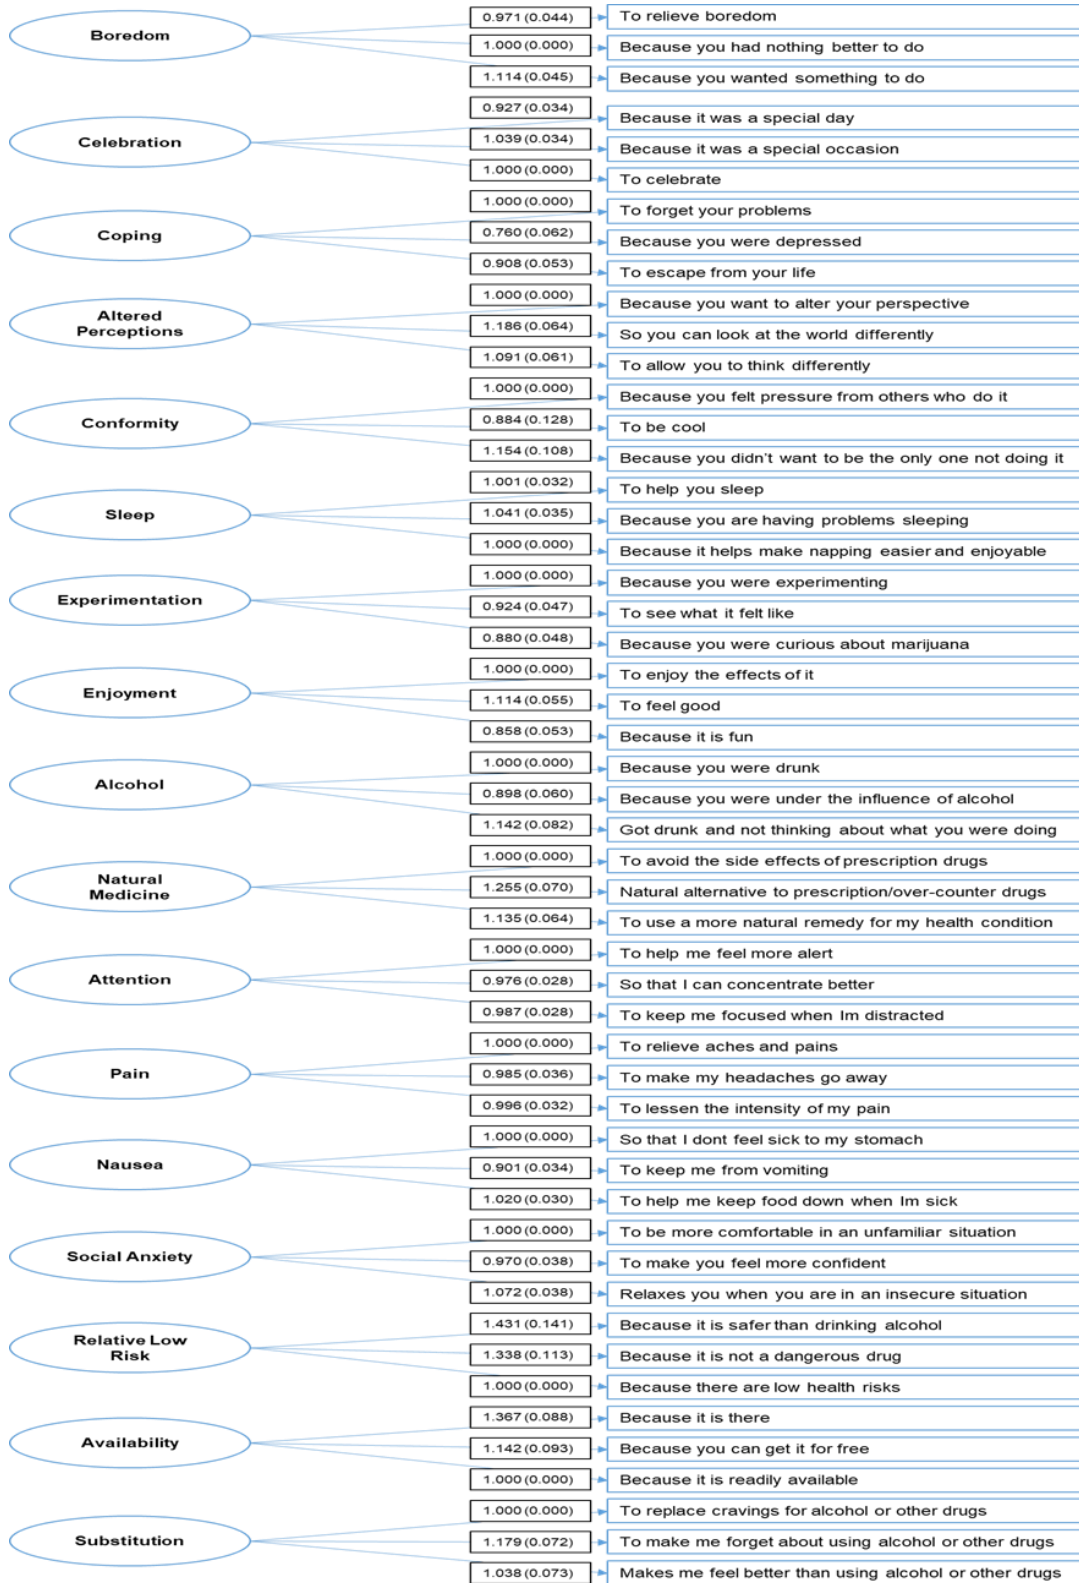 Boredom
0.971 (0.044) To relieve boredom
1.000 (0.000) Because you had nothing better to do
1.114 (0.045) Because you wanted something to do
Celebration
0.927 (0.034) Because it was a special day
1.039 (0.034) Because it was a special occasion
1.000 (0.000) To celebrate
Coping
1.000 (0.000) To forget your problems
0.760 (0.062) Because you were depressed
0.908 (0.053) To escape from your life
Altered
Perceptions
1.000 (0.000) Because you want to alter your perspective
1.186 (0.064) So you can look at the world differently
1.091 (0.061) To allow you to think differently
Conformity
1.000 (0.000) Because you felt pressure from others who do it
0.884 (0.128) To be cool
1.154 (0.108) Because you didn't want to be the only one not doing it
Sleep
1.001 (0.032) To help you sleep
1.041 (0.035) Because you are having problems sleeping
1.000 (0.000) Because it helps make napping easier and enjoyable
Experimentation
1.000 (0.000) Because you were experimenting
0.924 (0.047) To see what it felt like
0.880 (0.048) Because you were curious about marijuana
Enjoyment
1.000 (0.000) To enjoy the effects of it
1.114 (0.055) To feel good
0.858 (0.053) Because it is fun
Alcohol
1.000 (0.000) Because you were drunk
0.898 (0.060) Because you were under the influence of alcohol
1.142 (0.082) Got drunk and not thinking about what you were doing
Natural
Medicine
1.000 (0.000) To avoid the side effects of prescription drugs
1.255 (0.070) Natural alternative to prescription/over-counter drugs
1.135 (0.064) To use a more natural remedy for my health condition
Attention
1.000 (0.000) To help me feel more alert
0.976 (0.028) So that I can concentrate better
0.987 (0.028) To keep me focused when Im distracted
Pain
1.000 (0.000) To relieve aches and pains
0.985 (0.036) To make my headaches go away
0.996 (0.032) To lessen the intensity of my pain
Nausea
1.000 (0.000) So that I dont feel sick to my stomach
0.901 (0.034) To keep me from vomiting
1.020 (0.030) To help me keep food down when Im sick
Social Anxiety
1.000 (0.000) To be more comfortable in an unfamiliar situation
0.970 (0.038) To make you feel more confident
1.072 (0.038) Relaxes you when you are in an insecure situation
Relative Low
Risk
1.431 (0.141) Because it is safer than drinking alcohol
1.338 (0.113) Because it is not a dangerous drug
1.000 (0.000) Because there are low health risks
Availability
1.367 (0.088) Because it is there
1.142 (0.093) Because you can get it for free
1.000 (0.000) Because it is readily available
Substitution
1.000 (0.000) To replace cravings for alcohol or other drugs
1.179 (0.072) To make me forget about using alcohol or other drugs
1.038 (0.073) Makes me feel better than using alcohol or other drugs